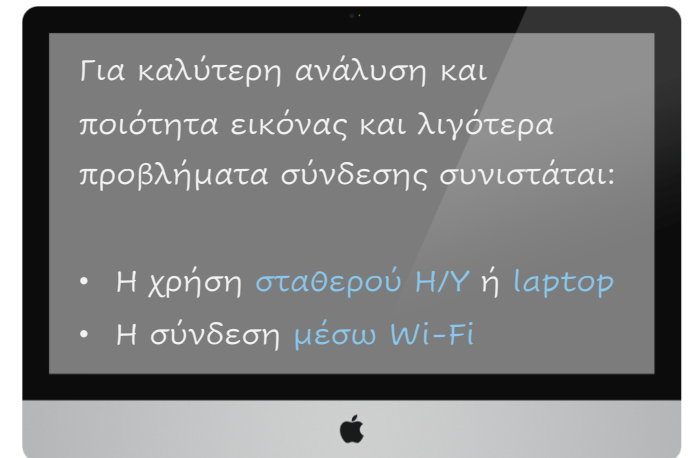 Για καλύτερη ανάλυση και
ποιότητα εικόνας και λιγότερα
προβλήματα σύνδεσης συνιστάται:
• Η χρήση σταθερού Η/Υ ή laptop
• Η σύνδεση μέσω Wi-Fi